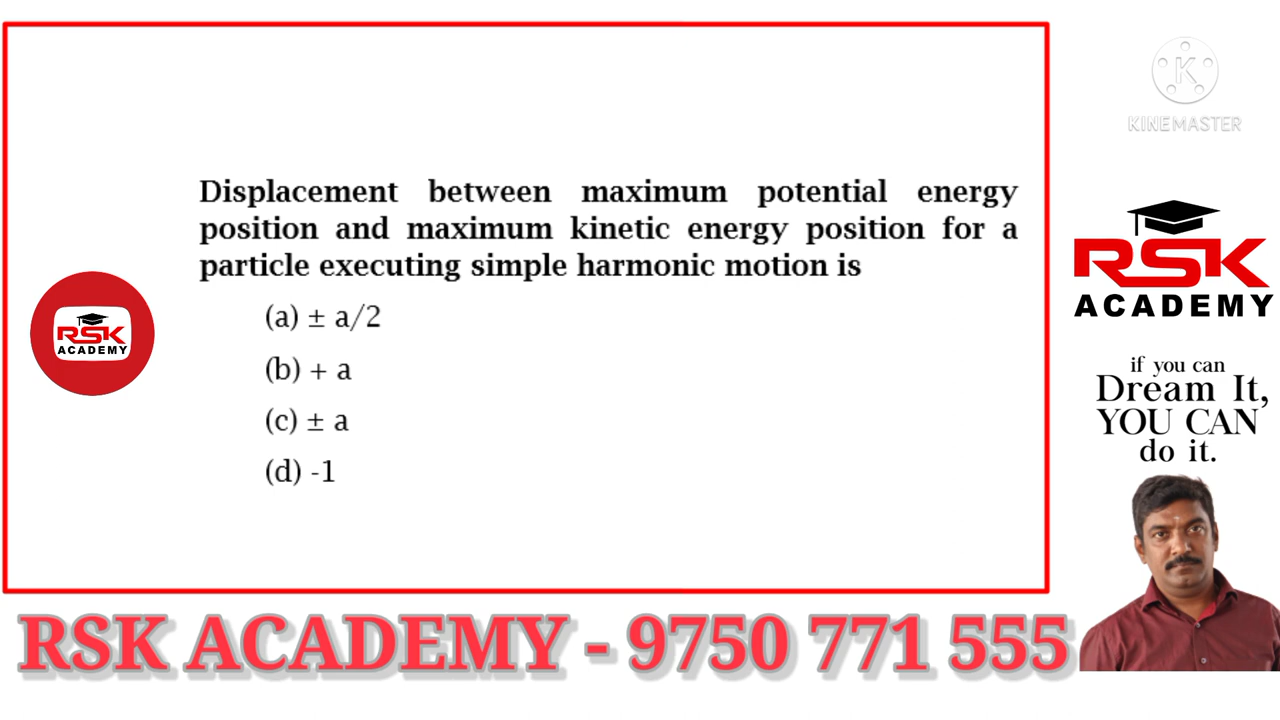 K
KINEMASTER
Displacement between maximum potential energy
position and maximum kinetic energy position for a
particle executing simple harmonic motion is
(a) ± a/2
(b) + a
(c) ± a
(d) -1
RSK
ACADEMY
RSK
ACADEMY
if you can
Dream It,
YOU CAN
do it.
RSK ACADEMY - 9750 771 555